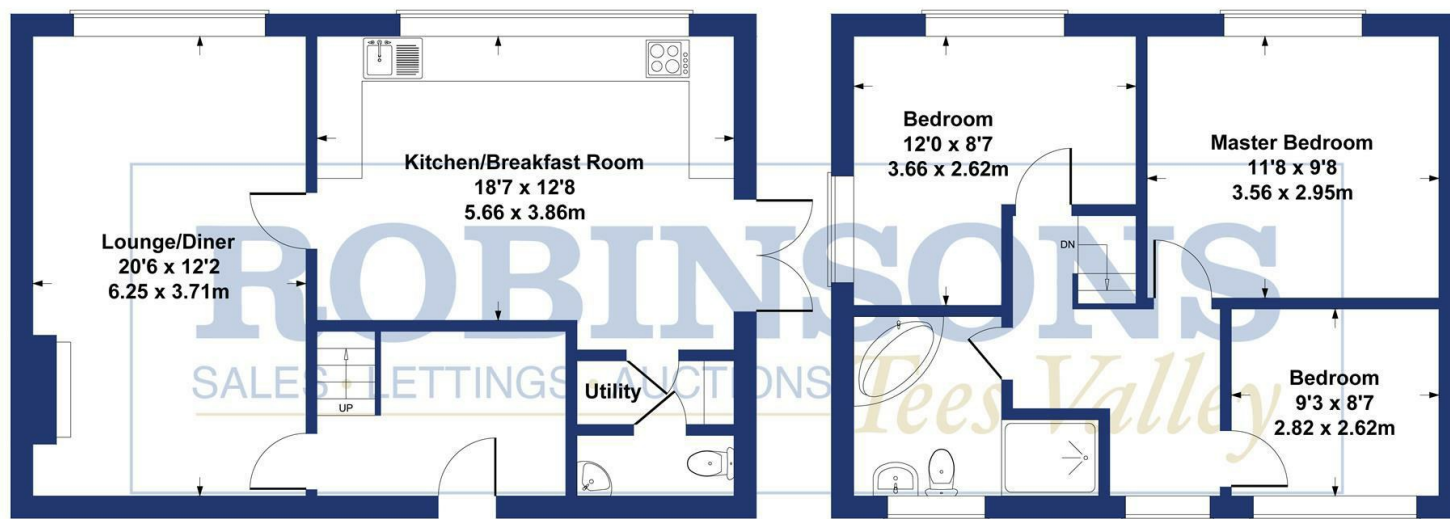 Lounge/Diner
20'6 x 12'2
6.25 x 3.71m
Kitchen/Breakfast Room
18'7 x 12'8
5.66 x 3.86m
UP
Utility
Bedroom
12'0 x 8'7
3.66 x 2.62m
Master Bedroom
11'8 x 9'8
3.56 x 2.95m
DN
Bedroom
9'3 x 8'7
2.82 x 2.62m
ROBINSONS
SALES • LETTINGS • AUCTIONS
Tees Valley